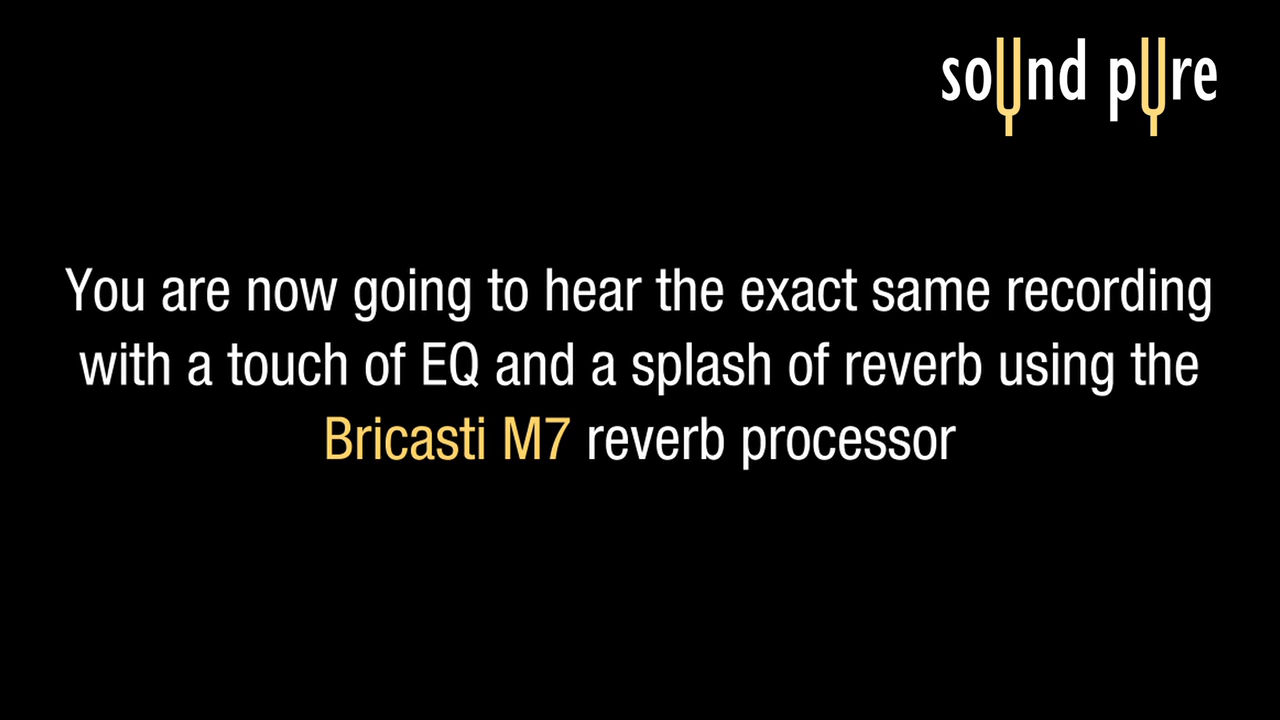 sound pure
You are now going to hear the exact same recording
with a touch of EQ and a splash of reverb using the
Bricasti M7 reverb processor